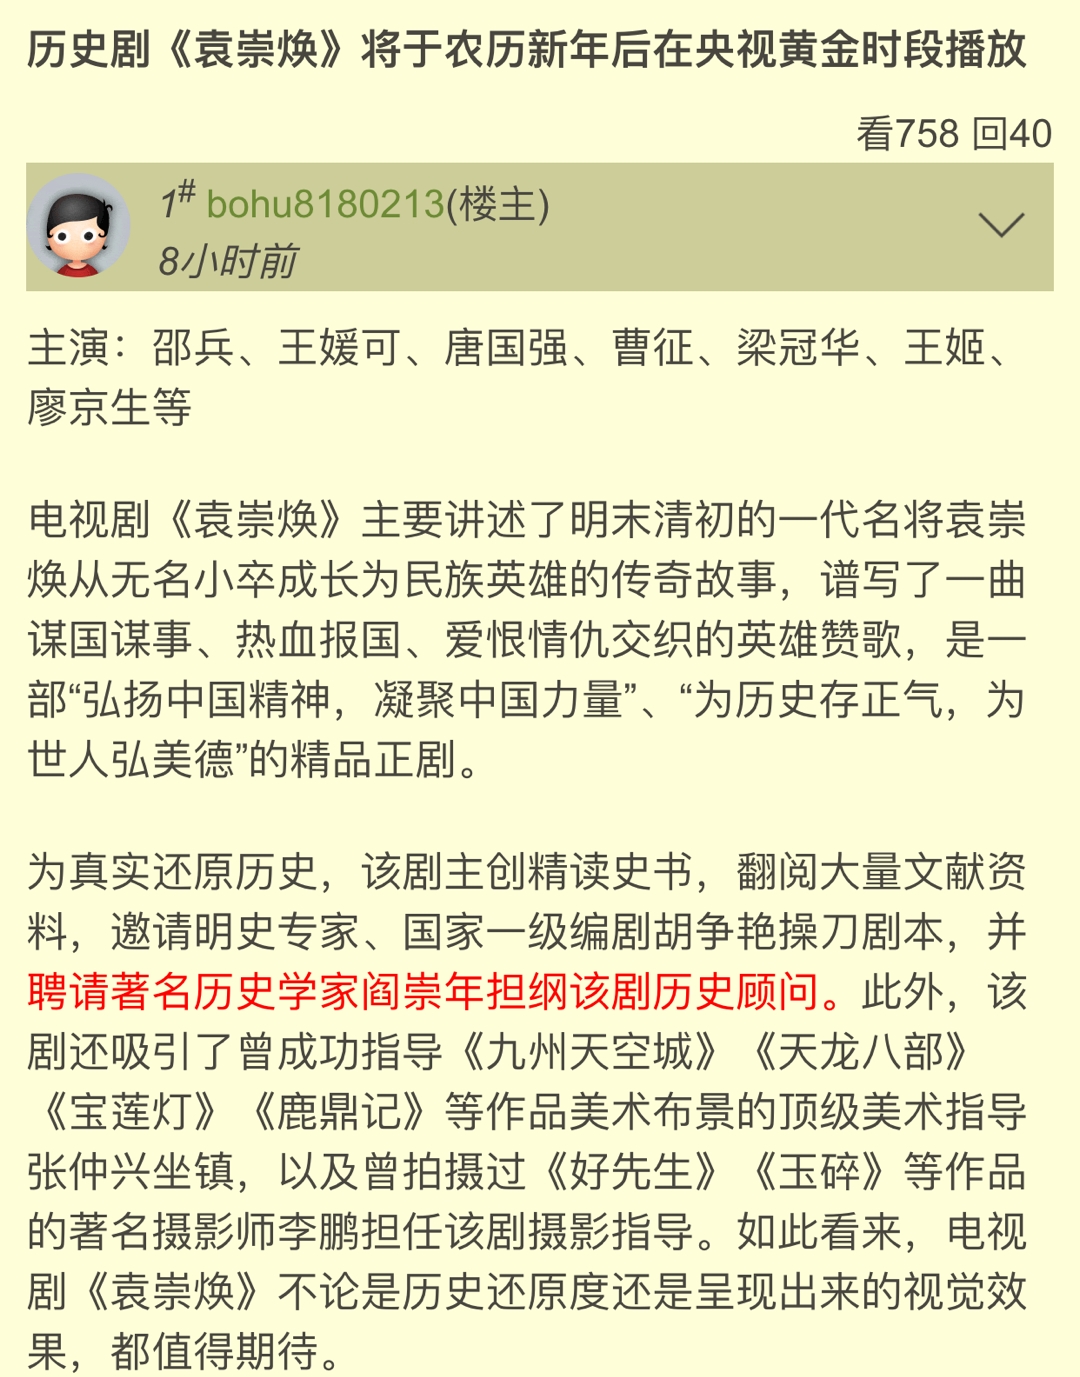 历史剧《袁崇焕》将于农历新年后在央视黄金时段播放
看758 回40
1# bohu8180213(楼主)
8小时前
主演：邵兵、王媛可、唐国强、曹征、梁冠华、王姬、
廖京生等
电视剧《袁崇焕》主要讲述了明末清初的一代名将袁崇
焕从无名小卒成长为民族英雄的传奇故事，谱写了一曲
谋国谋事、热血报国、爱恨情仇交织的英雄赞歌，是一
部“弘扬中国精神，凝聚中国力量”、“为历史存正气，为
世人弘美德”的精品正剧。
为真实还原历史，该剧主创精读史书，翻阅大量文献资
料，邀请明史专家、国家一级编剧胡争艳操刀剧本，并
聘请著名历史学家阎崇年担纲该剧历史顾问。此外，该
剧还吸引了曾成功指导《九州天空城》《天龙八部》
《宝莲灯》《鹿鼎记》等作品美术布景的顶级美术指导
张仲兴坐镇，以及曾拍摄过《好先生》《玉碎》等作品
的著名摄影师李鹏担任该剧摄影指导。如此看来，电视
剧《袁崇焕》不论是历史还原度还是呈现出来的视觉效
果，都值得期待。